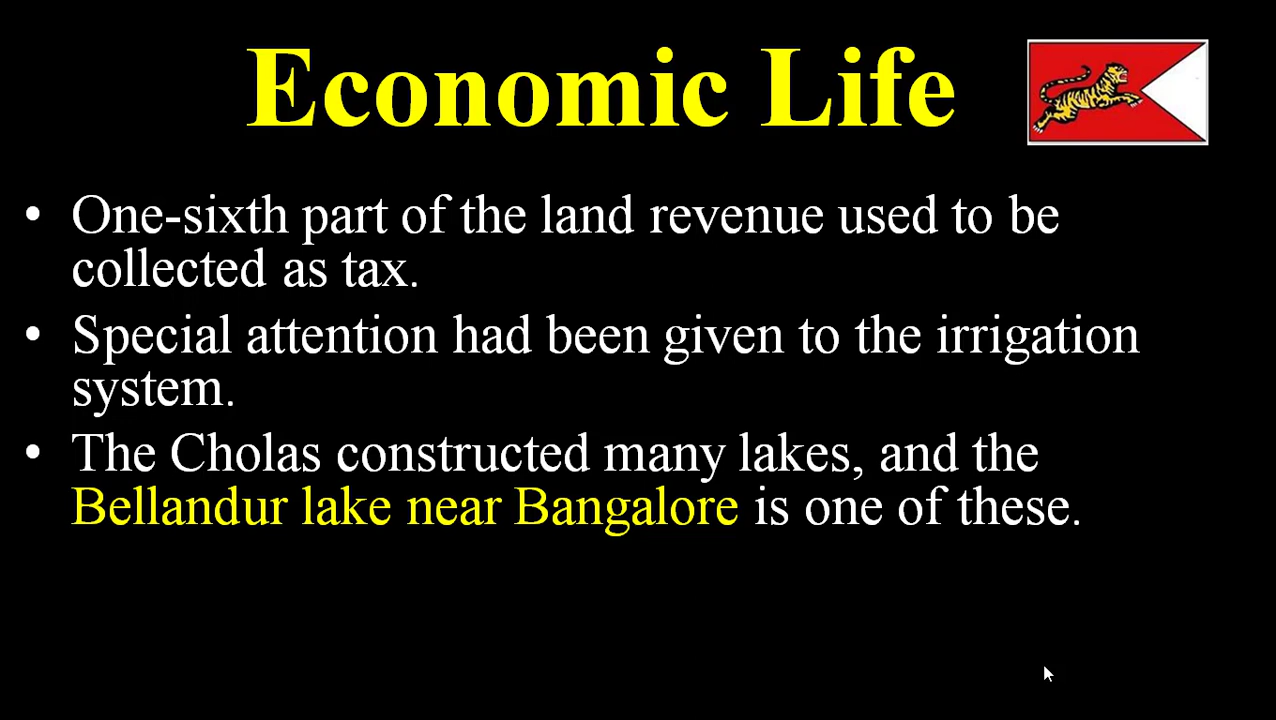 Economic Life
• One-sixth part of the land revenue used to be
collected as tax.
• Special attention had been given to the irrigation
system.
• The Cholas constructed many lakes, and the
Bellandur lake near Bangalore is one of these.